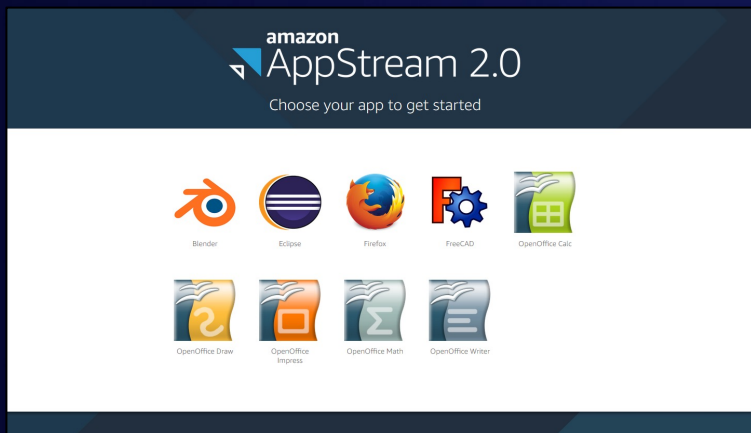 amazon
AppStream 2.0
Choose your app to get started
Blender
Eclipse
Firefox
FreeCAD
OpenOffice Calc
OpenOffice Draw
OpenOffice
Impress
OpenOffice Math
OpenOffice Writer